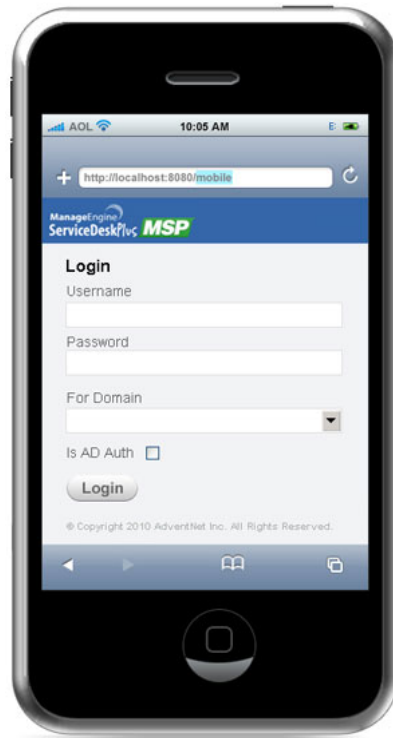 AOL 10:05 AM E:
http://localhost:8080/mobile
ManageEngine
ServiceDeskPlus MSP
Login
Username
Password
For Domain
Is AD Auth
Login
© Copyright 2010 AdventNet Inc. All Rights Reserved.